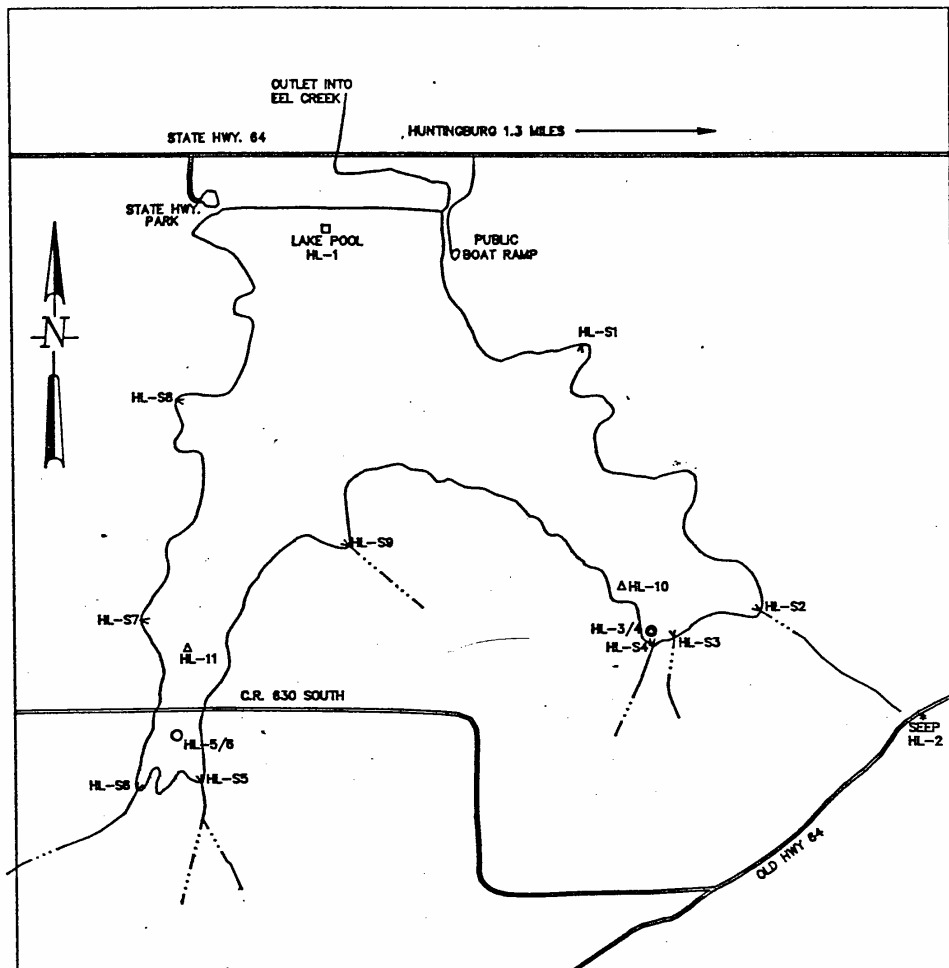 OUTLET INTO
EEL CREEK
HUNTINGBURG 1.3 MILES
STATE HWY. 64
STATE HWY.
PARK
LAKE POOL
HL-1
PUBLIC
BOAT RAMP
N
HL-S1
HL-S8
HL-S9
HL-10
HL-S2
HL-S7
HL-3/4
HL-S4
HL-S3
HL-11
C.R. 630 SOUTH
SEEP
HL-2
HL-5/6
HL-S6
HL-S5
OLD HWY 64